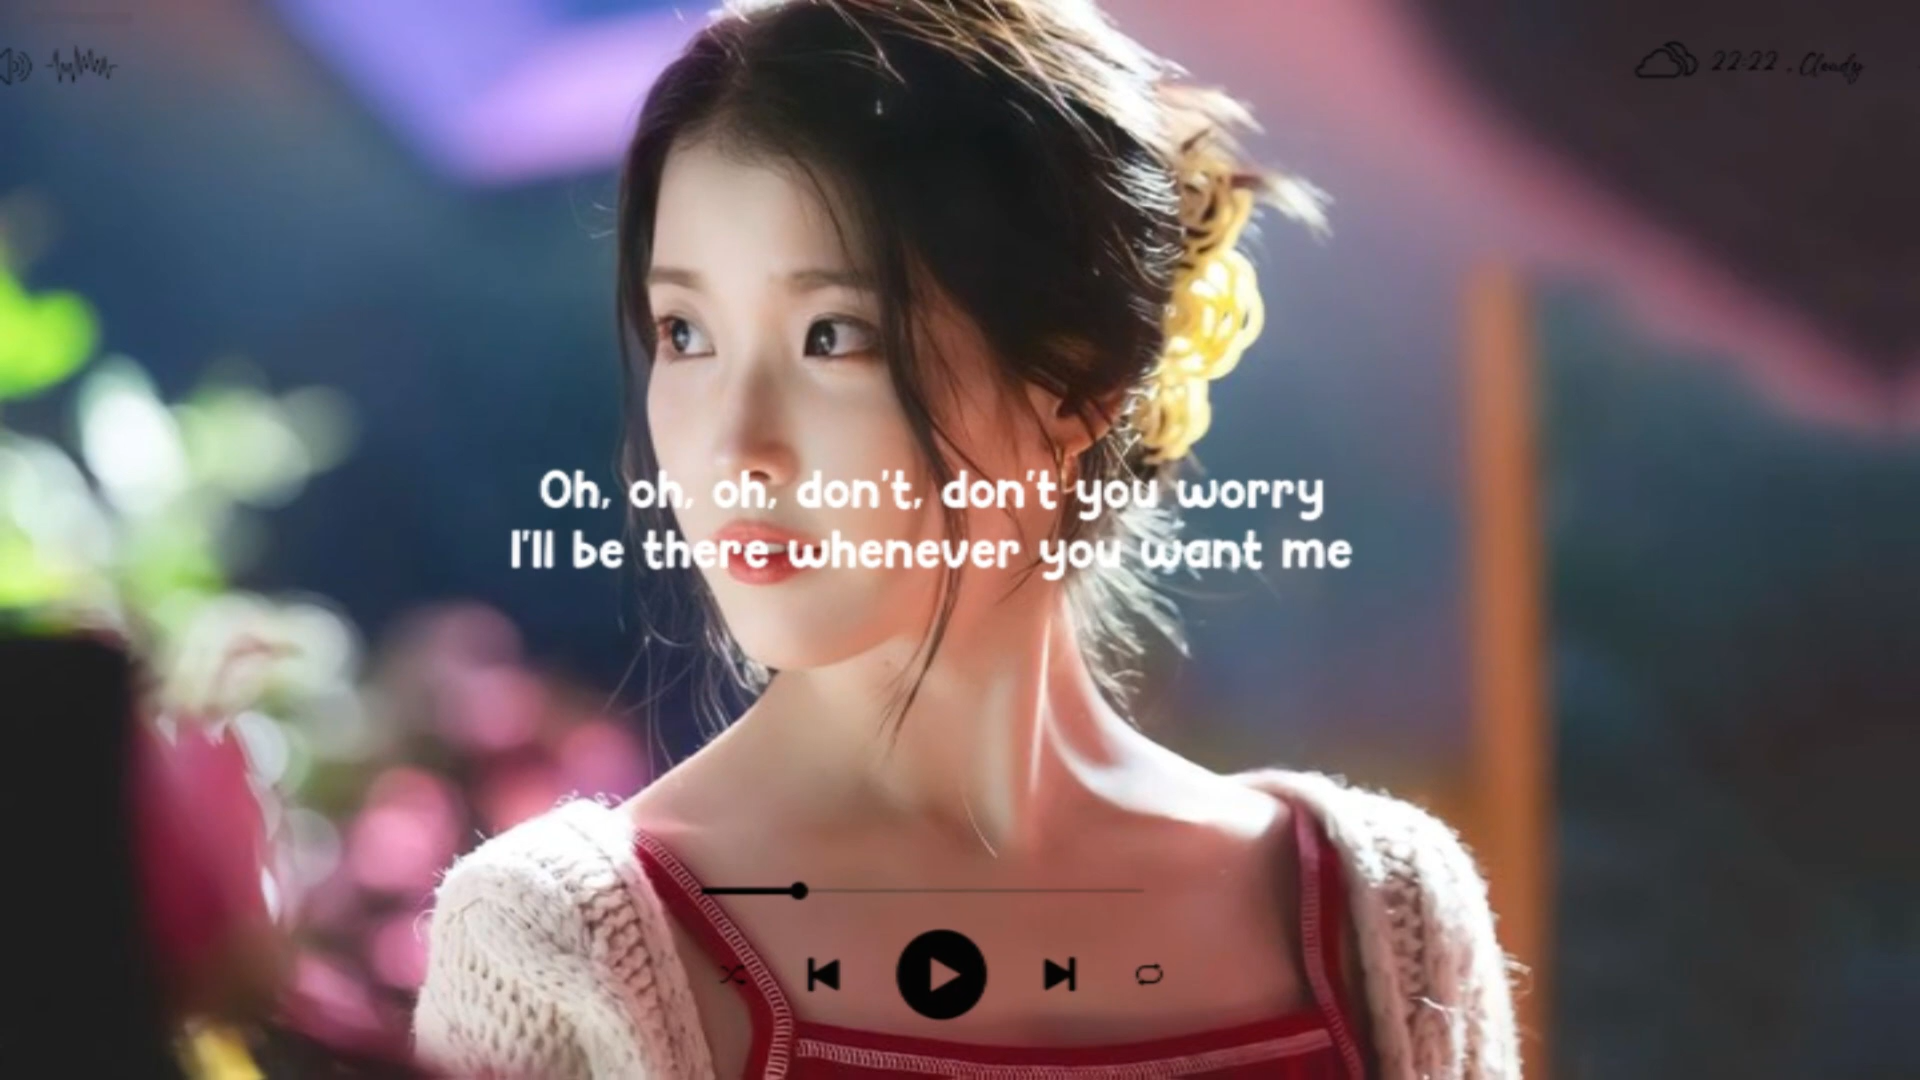 22:22 . Cloudy
Oh, oh, oh, don't, don't you worry
I'll be there whenever you want me